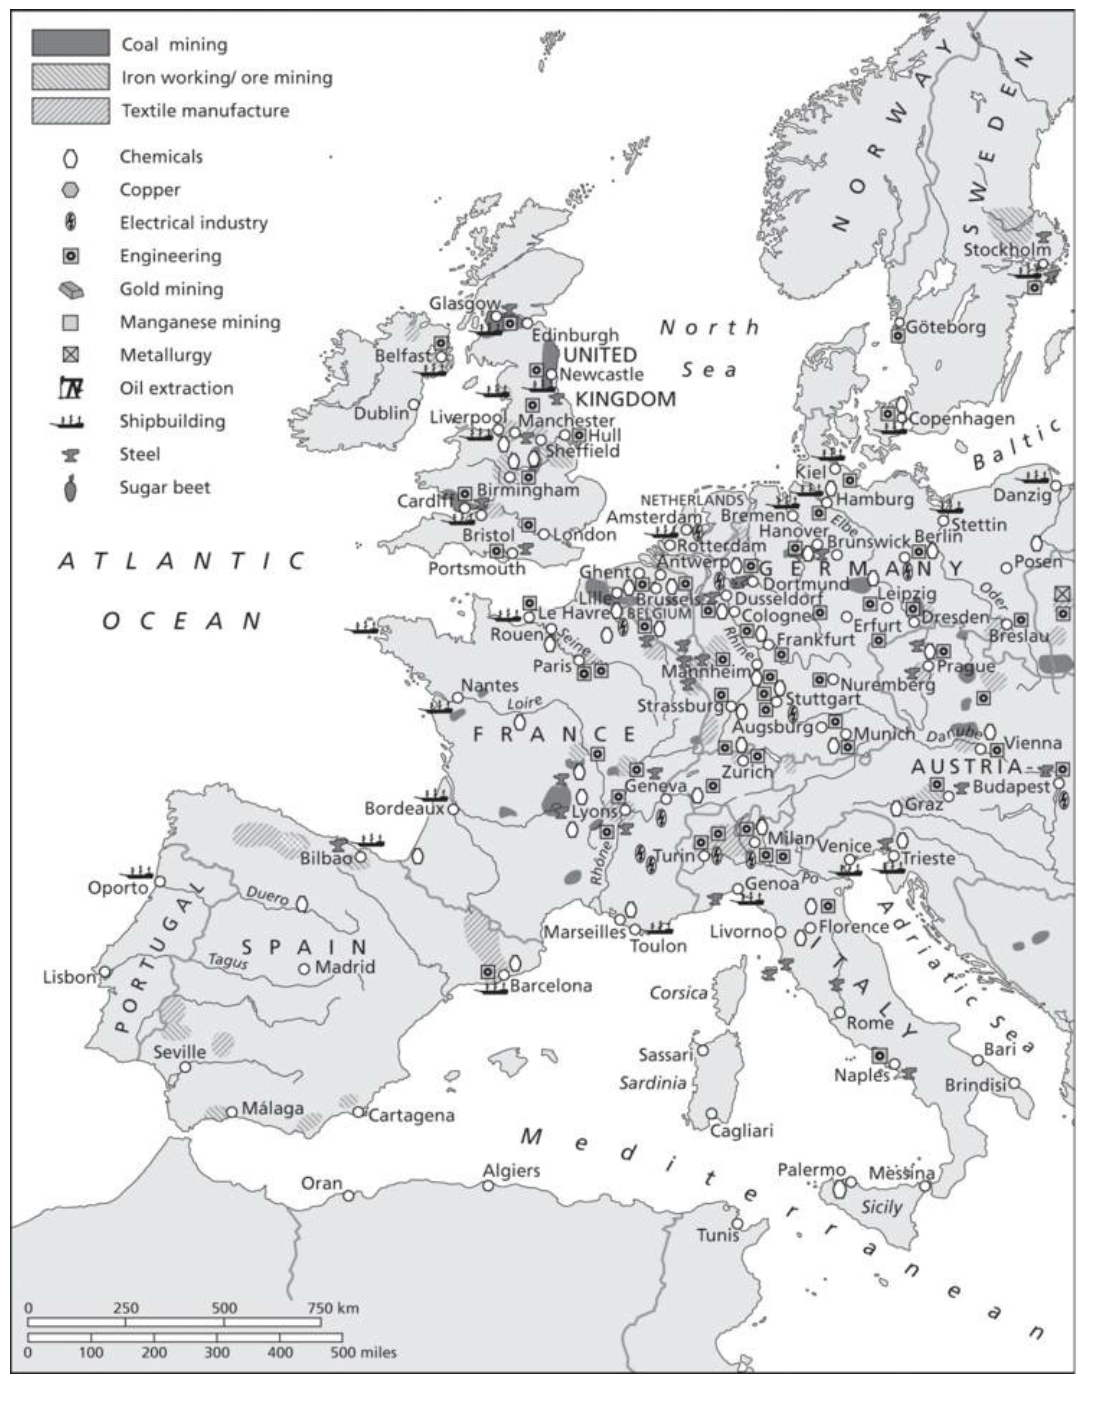 Coal mining
Iron working/ ore mining
Textile manufacture
Chemicals
Copper
Electrical industry
Engineering
Gold mining
Manganese mining
Metallurgy
Oil extraction
Shipbuilding
Steel
Sugar beet
NORWAY
SWEDEN
Stockholm
Göteborg
North
Sea
Glasgow
Edinburgh
UNITED
KINGDOM
Newcastle
Belfast
Dublin
Liverpool
Manchester
Hull
Sheffield
Birmingham
Cardiff
Bristol
London
Portsmouth
Copenhagen
Baltic
Kiel
Hamburg
Danzig
Stettin
NETHERLANDS
Amsterdam
Bremen
Elbe
Hanover
Brunswick
Berlin
Rotterdam
Posen
ATLANTIC
OCEAN
Antwerp
GERMANY
Ghent
Dortmund
Lille
Brussels
Dusseldorf
Leipzig
Oder
Le Havre
BELGIUM
Cologne
Erfurt
Dresden
Breslau
Rouen
Seine
Rhine
Frankfurt
Paris
Mannheim
Prague
Nantes
Loire
Nuremberg
Strassburg
Stuttgart
FRANCE
Augsburg
Munich
Danube
Vienna
Zurich
AUSTRIA-
Geneva
Budapest
Bordeaux
Lyons
Graz
Bilbao
Rhône
Turin
Milan
Venice
Trieste
Oporto
Duero
Genoa
Po
PORTUGAL
SPAIN
Marseilles
Toulon
Livorno
Florence
Adriatic Sea
Lisbon
Tagus
Madrid
Barcelona
ITALY
Corsica
Rome
Seville
Sassari
Sardinia
Bari
Naples
Brindisi
Málaga
Cartagena
Cagliari
Mediterranean
Oran
Algiers
Palermo
Messina
Sicily
Tunis
0 250 500 750 km
0 100 200 300 400 500 miles